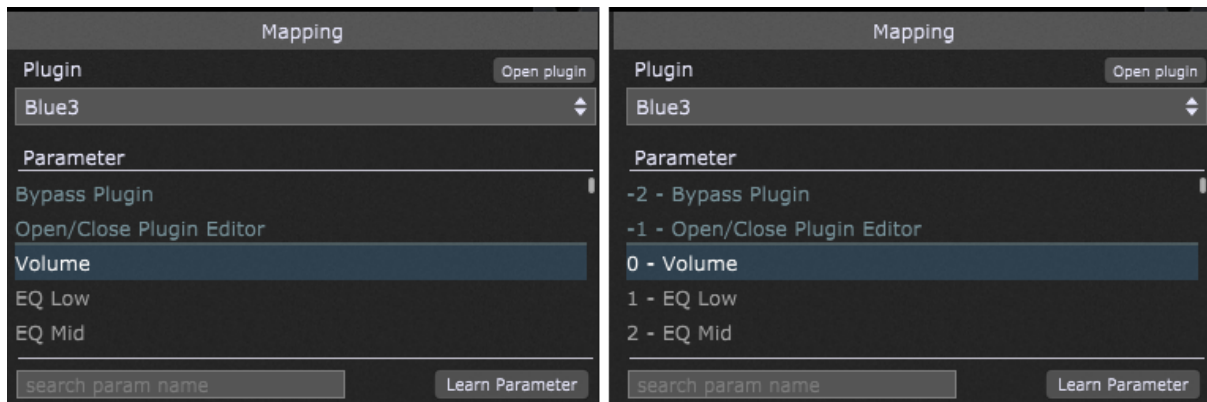 Mapping
Plugin
Open plugin
Blue3
Parameter
Bypass Plugin
Open/Close Plugin Editor
Volume
EQ Low
EQ Mid
search param name
Learn Parameter
Mapping
Plugin
Open plugin
Blue3
Parameter
-2 - Bypass Plugin
-1 - Open/Close Plugin Editor
0 - Volume
1 - EQ Low
2 - EQ Mid
search param name
Learn Parameter